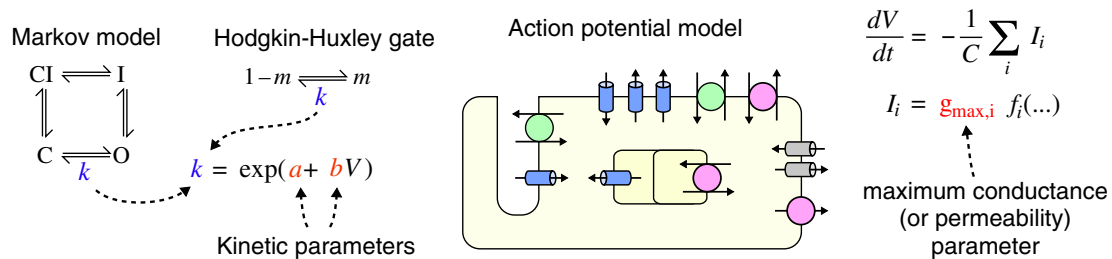 Markov model
CI ⇌ I
C ⇌ O
k
Hodgkin-Huxley gate
1−m ⇌ m
k
k = exp(a+ bV)
Kinetic parameters
Action potential model
dV/dt = −1/C ∑_i I_i
I_i = g_max,i f_i(...)
maximum conductance
(or permeability)
parameter